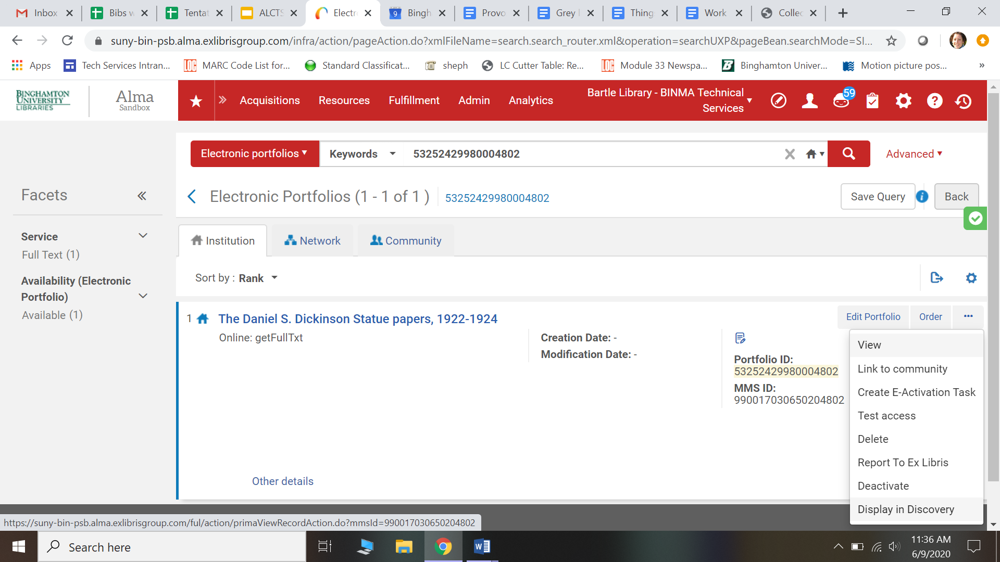 Inbox
Bibs w
Tentat
ALCTS
Electr
9
Bingh
Provo
Grey l
Thing
Work
Collec
suny-bin-psb.alma.exlibrisgroup.com/infra/action/pageAction.do?xmlFileName=search.search_router.xml&operation=searchUXP&pageBean.searchMode=SI...
Apps
Tech Services Intran...
MARC Code List for...
Standard Classificat...
sheph
LC Cutter Table: Re...
Module 33 Newspa...
B
Binghamton Univer...
Motion picture pos...
»
BINGHAMTON
UNIVERSITY
LIBRARIES
Alma
Sandbox
Acquisitions
Resources
Fulfillment
Admin
Analytics
Bartle Library - BINMA Technical
Services
59
?
Electronic portfolios
Keywords
53252429980004802
Advanced
Facets
Electronic Portfolios (1 - 1 of 1 )
53252429980004802
Save Query
i
Back
Service
Full Text (1)
Availability (Electronic
Portfolio)
Available (1)
Institution
Network
Community
Sort by : Rank
1
The Daniel S. Dickinson Statue papers, 1922-1924
Online: getFullTxt
Creation Date: -
Modification Date: -
Portfolio ID:
53252429980004802
MMS ID:
990017030650204802
Other details
Edit Portfolio
Order
...
View
Link to community
Create E-Activation Task
Test access
Delete
Report To Ex Libris
Deactivate
Display in Discovery
https://suny-bin-psb.alma.exlibrisgroup.com/ful/action/primaViewRecordAction.do?mmsId=990017030650204802
Search here
W
11:36 AM
6/9/2020